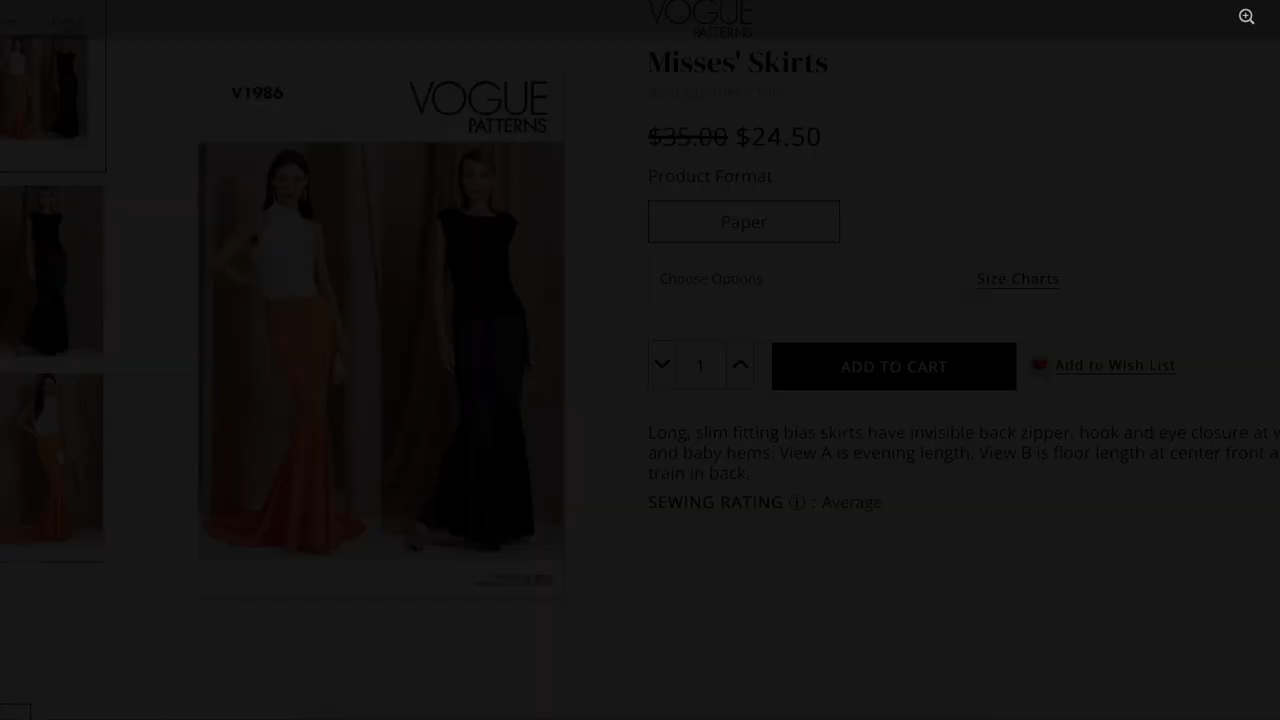 VOGUE
PATTERNS
Misses' Skirts
V1986
VOGUE
PATTERNS
$35.00 $24.50
Product Format
Paper
Choose Options
Size Charts
1
ADD TO CART
Add to Wish List
Long, slim fitting bias skirts have invisible back zipper, hook and eye closure at
and baby hems. View A is evening length. View B is floor length at center front
train in back.
SEWING RATING ⓘ : Average